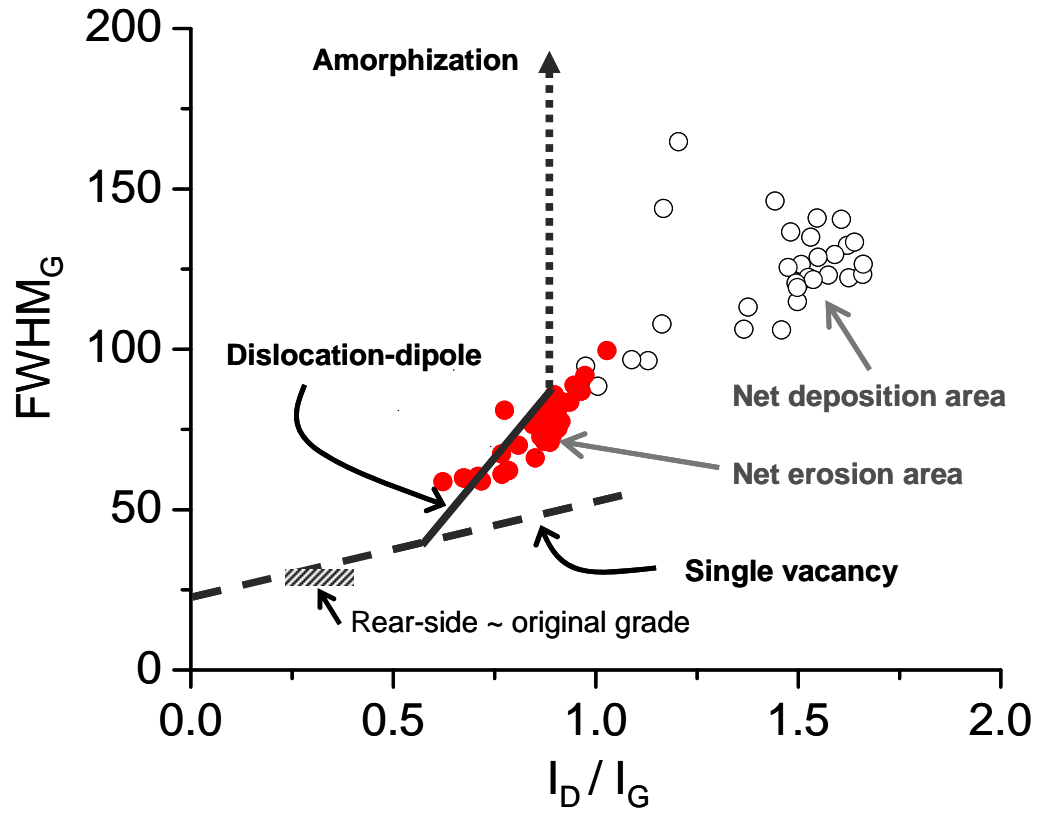 200
Amorphization
150
FWHM_G
100
Dislocation-dipole
Net deposition area
Net erosion area
50
Single vacancy
Rear-side ~ original grade
0
0.0 0.5 1.0 1.5 2.0
I_D / I_G